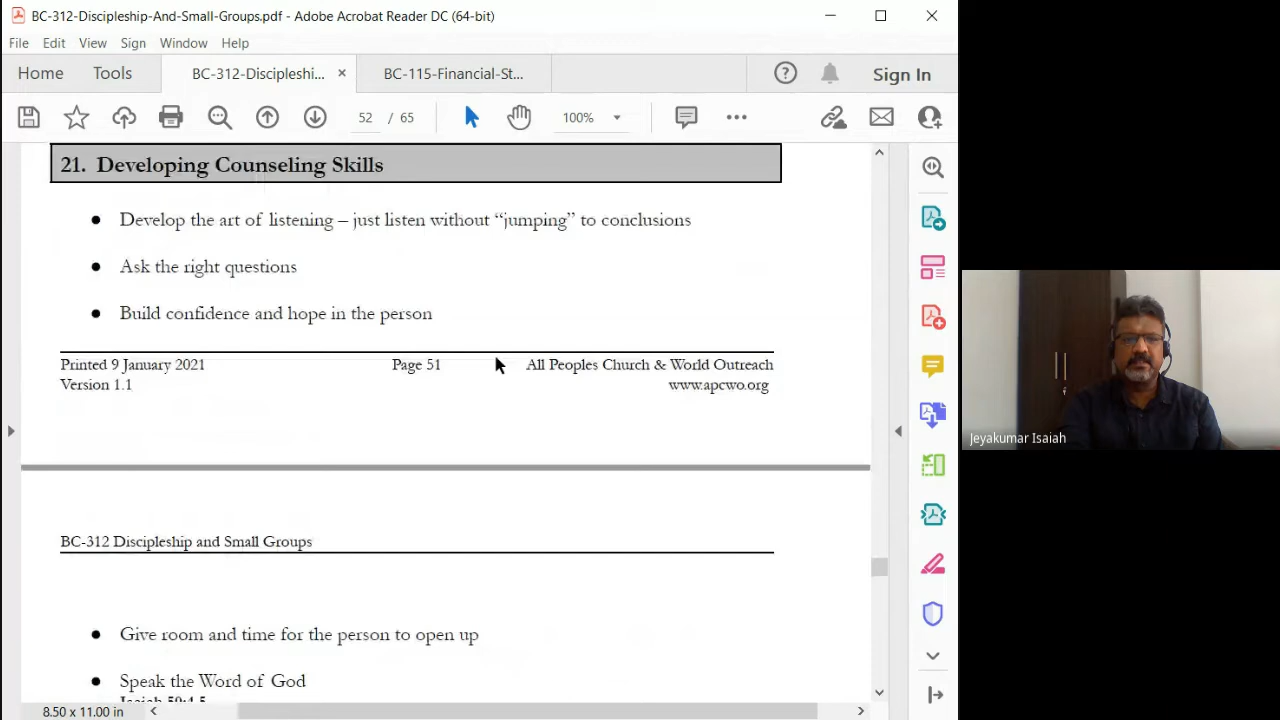 BC-312-Discipleship-And-Small-Groups.pdf - Adobe Acrobat Reader DC (64-bit)
File Edit View Sign Window Help
Home Tools BC-312-Discipleshi... × BC-115-Financial-St... Sign In
52 / 65 100%
21. Developing Counseling Skills
● Develop the art of listening – just listen without “jumping” to conclusions
● Ask the right questions
● Build confidence and hope in the person
Printed 9 January 2021 Page 51 All Peoples Church & World Outreach
Version 1.1 www.apcwo.org
Jeyakumar Isaiah
BC-312 Discipleship and Small Groups
● Give room and time for the person to open up
● Speak the Word of God
Isaiah 50:4,5
8.50 x 11.00 in